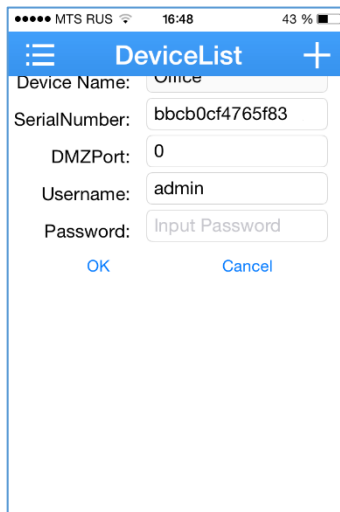 MTS RUS 16:48 43 %
DeviceList
Device Name: Office
SerialNumber: bbcb0cf4765f83
DMZPort: 0
Username: admin
Password: Input Password
OK Cancel